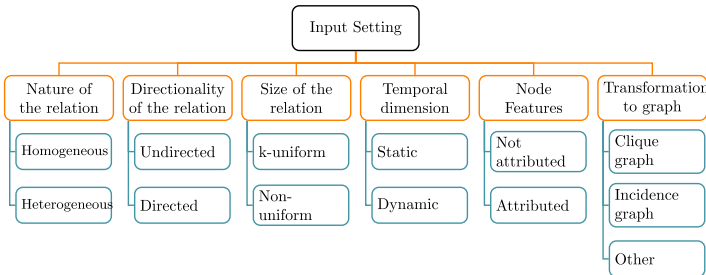 Input Setting
Nature of
the relation
Directionality
of the relation
Size of the
relation
Temporal
dimension
Node
Features
Transformation
to graph
Homogeneous
Undirected
k-uniform
Static
Not
attributed
Clique
graph
Heterogeneous
Directed
Non-
uniform
Dynamic
Attributed
Incidence
graph
Other